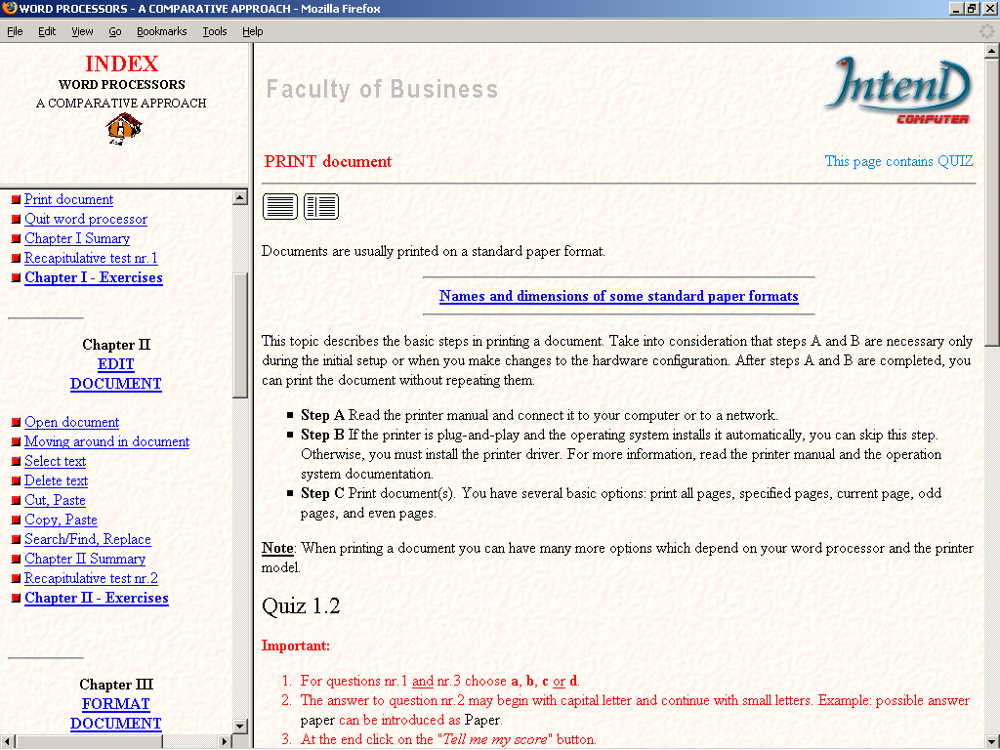 WORD PROCESSORS - A COMPARATIVE APPROACH - Mozilla Firefox
File Edit View Go Bookmarks Tools Help
INDEX
WORD PROCESSORS
A COMPARATIVE APPROACH
Print document
Quit word processor
Chapter I Sumary
Recapitulative test nr.1
Chapter I - Exercises
Chapter II
EDIT
DOCUMENT
Open document
Moving around in document
Select text
Delete text
Cut, Paste
Copy, Paste
Search/Find, Replace
Chapter II Summary
Recapitulative test nr.2
Chapter II - Exercises
Chapter III
FORMAT
DOCUMENT
Faculty of Business
IntenD
COMPUTER
PRINT document
This page contains QUIZ
Documents are usually printed on a standard paper format.
Names and dimensions of some standard paper formats
This topic describes the basic steps in printing a document. Take into consideration that steps A and B are necessary only
during the initial setup or when you make changes to the hardware configuration. After steps A and B are completed, you
can print the document without repeating them.
Step A Read the printer manual and connect it to your computer or to a network.
Step B If the printer is plug-and-play and the operating system installs it automatically, you can skip this step.
Otherwise, you must install the printer driver. For more information, read the printer manual and the operation
system documentation.
Step C Print document(s). You have several basic options: print all pages, specified pages, current page, odd
pages, and even pages.
Note: When printing a document you can have many more options which depend on your word processor and the printer
model.
Quiz 1.2
Important:
1. For questions nr.1 and nr.3 choose a, b, c or d.
2. The answer to question nr.2 may begin with capital letter and continue with small letters. Example: possible answer
paper can be introduced as Paper.
3. At the end click on the "Tell me my score" button.